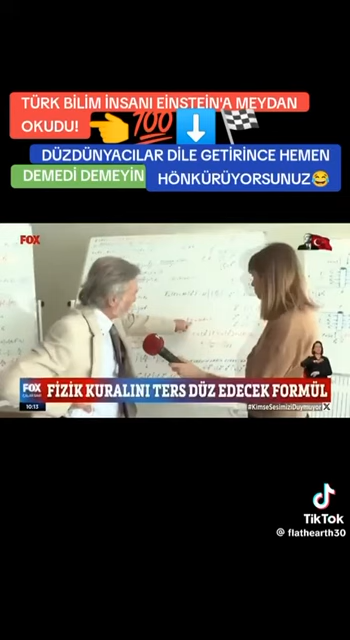 TÜRK BİLİM İNSANI EİNSTEİN'A MEYDAN
OKUDU! 👈💯⬇️🏁
DÜZDÜNYACILAR DİLE GETİRİNCE HEMEN
DEMEDİ DEMEYİN
HÖNKÜRÜYORSUNUZ😂
FOX
FOX
FİZİK KURALINI TERS DÜZ EDECEK FORMÜL
10:13
#KimseSesimiziDuymuyor X
TikTok
@ flathearth30